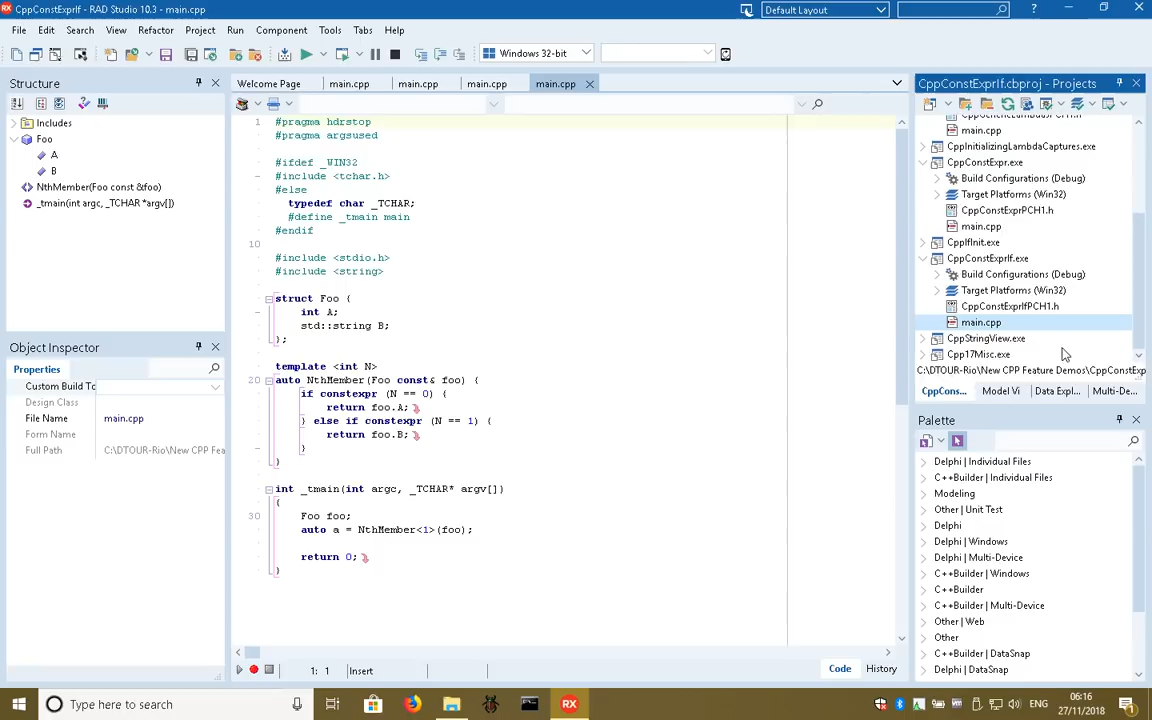 CppConstExprIf - RAD Studio 10.3 - main.cpp
Default Layout
File Edit Search View Refactor Project Run Component Tools Tabs Help
Windows 32-bit
Structure
Includes
Foo
A
B
NthMember(Foo const &foo)
_tmain(int argc, _TCHAR *argv[])
Object Inspector
Properties
Custom Build Tc
Design Class
File Name main.cpp
Form Name
Full Path C:\DTOUR-Rio\New CPP Fea
Welcome Page main.cpp main.cpp main.cpp main.cpp
1 #pragma hdrstop
#pragma argsused
#ifdef _WIN32
#include <tchar.h>
#else
typedef char _TCHAR;
#define _tmain main
#endif
10
#include <stdio.h>
#include <string>
struct Foo {
int A;
std::string B;
};
template <int N>
20 auto NthMember(Foo const& foo) {
if constexpr (N == 0) {
return foo.A;
} else if constexpr (N == 1) {
return foo.B;
}
}
int _tmain(int argc, _TCHAR* argv[])
{
30 Foo foo;
auto a = NthMember<1>(foo);
return 0;
}
1: 1 Insert
Code History
CppConstExprIf.cbproj - Projects
main.cpp
CppInitializingLambdaCaptures.exe
CppConstExpr.exe
Build Configurations (Debug)
Target Platforms (Win32)
CppConstExprPCH1.h
main.cpp
CppIfInit.exe
CppConstExprIf.exe
Build Configurations (Debug)
Target Platforms (Win32)
CppConstExprIfPCH1.h
main.cpp
CppStringView.exe
Cpp17Misc.exe
C:\DTOUR-Rio\New CPP Feature Demos\CppConstExp
CppCons... Model Vi Data Expl... Multi-De...
Palette
Delphi | Individual Files
C++Builder | Individual Files
Modeling
Other | Unit Test
Delphi
Delphi | Windows
Delphi | Multi-Device
C++Builder | Windows
C++Builder
C++Builder | Multi-Device
Other | Web
Other
C++Builder | DataSnap
Delphi | DataSnap
Type here to search
RX
ENG
06:16
27/11/2018